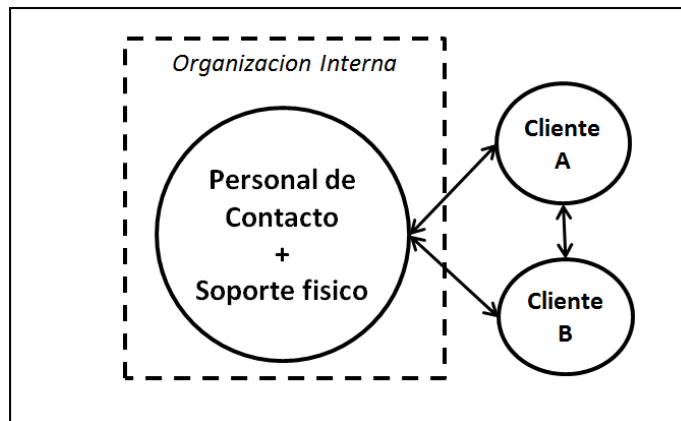 Organizacion Interna
Personal de
Contacto
+
Soporte fisico
Cliente
A
Cliente
B